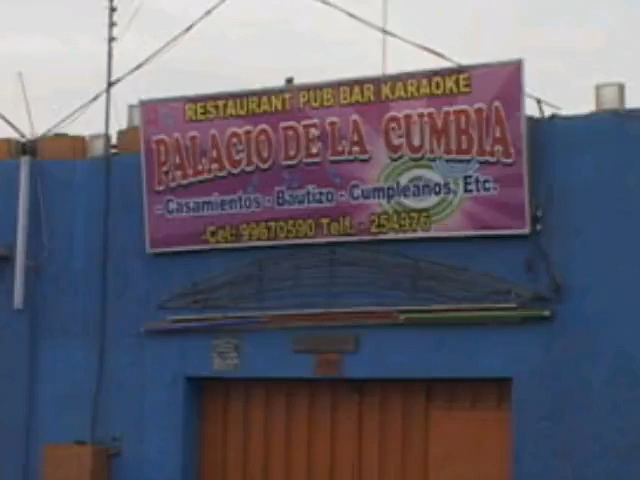 RESTAURANT PUB BAR KARAOKE
PALACIO DE LA CUMBIA
-Casamientos - Bautizo - Cumpleaños, Etc.
-Cel: 99670590 Telf. - 254976